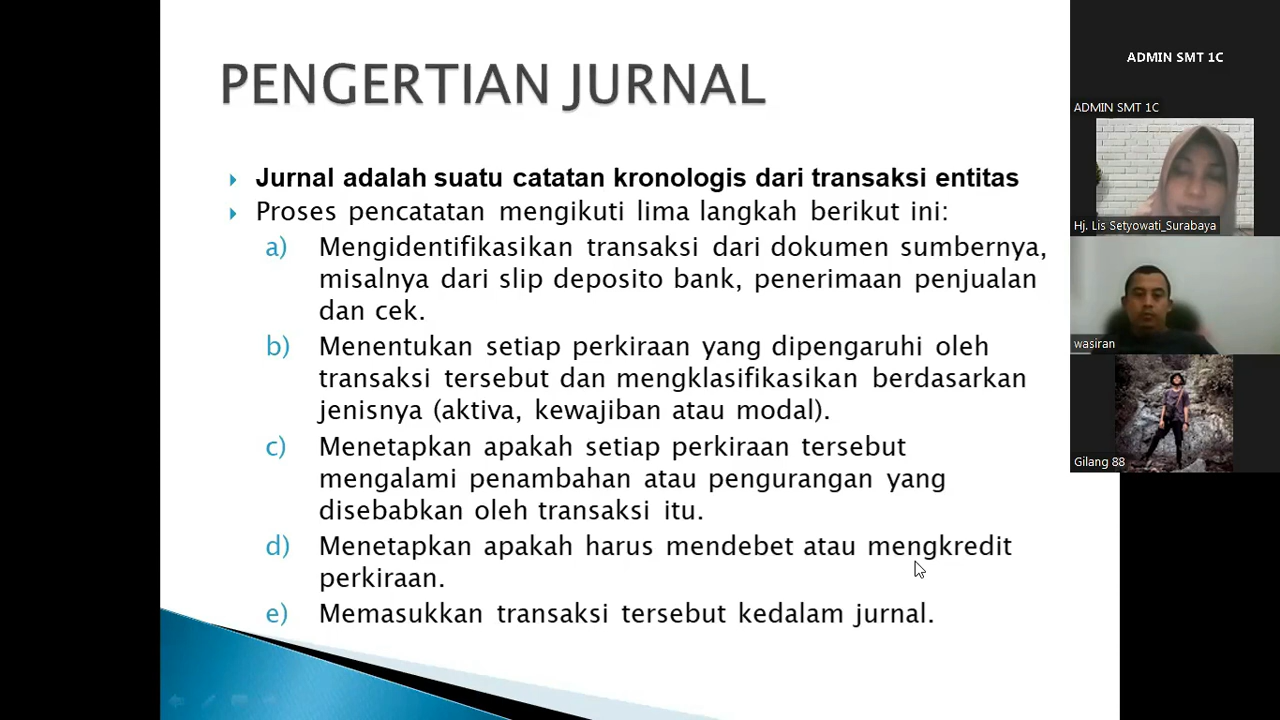 PENGERTIAN JURNAL
Jurnal adalah suatu catatan kronologis dari transaksi entitas
Proses pencatatan mengikuti lima langkah berikut ini:
a) Mengidentifikasikan transaksi dari dokumen sumbernya,
misalnya dari slip deposito bank, penerimaan penjualan
dan cek.
b) Menentukan setiap perkiraan yang dipengaruhi oleh
transaksi tersebut dan mengklasifikasikan berdasarkan
jenisnya (aktiva, kewajiban atau modal).
c) Menetapkan apakah setiap perkiraan tersebut
mengalami penambahan atau pengurangan yang
disebabkan oleh transaksi itu.
d) Menetapkan apakah harus mendebet atau mengkredit
perkiraan.
e) Memasukkan transaksi tersebut kedalam jurnal.
ADMIN SMT 1C
ADMIN SMT 1C
Hj. Lis Setyowati_Surabaya
wasiran
Gilang 88